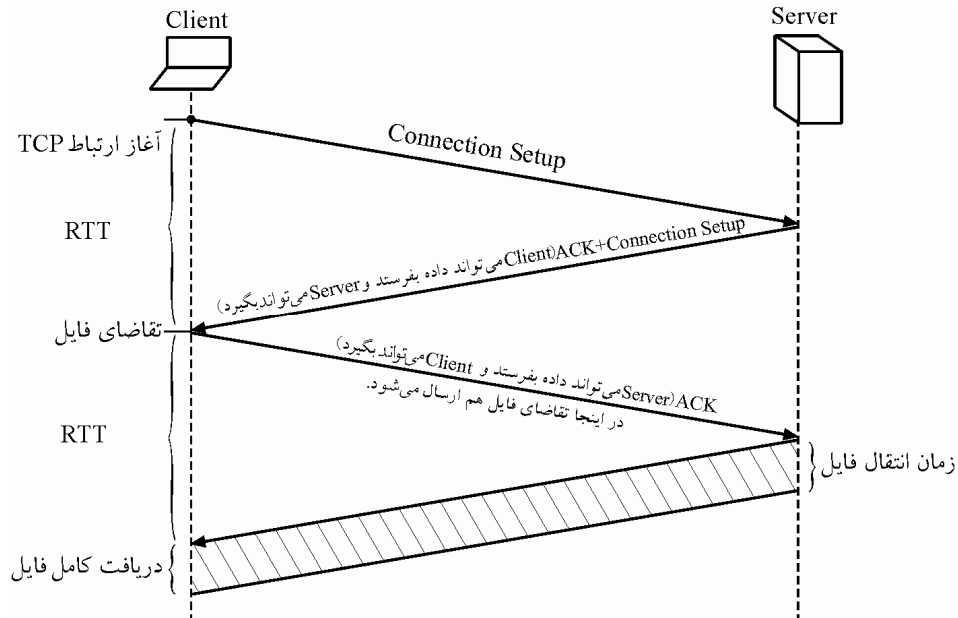 Client
Server
آغاز ارتباط TCP
Connection Setup
RTT
Client)ACK+Connection Setup می‌تواند داده بفرستد و Server می‌تواند بگیرد)
تقاضای فایل
Server)ACK می‌تواند داده بفرستد و Client می‌تواند بگیرد)
در اینجا تقاضای فایل هم ارسال می‌شود.
RTT
زمان انتقال فایل
دریافت کامل فایل